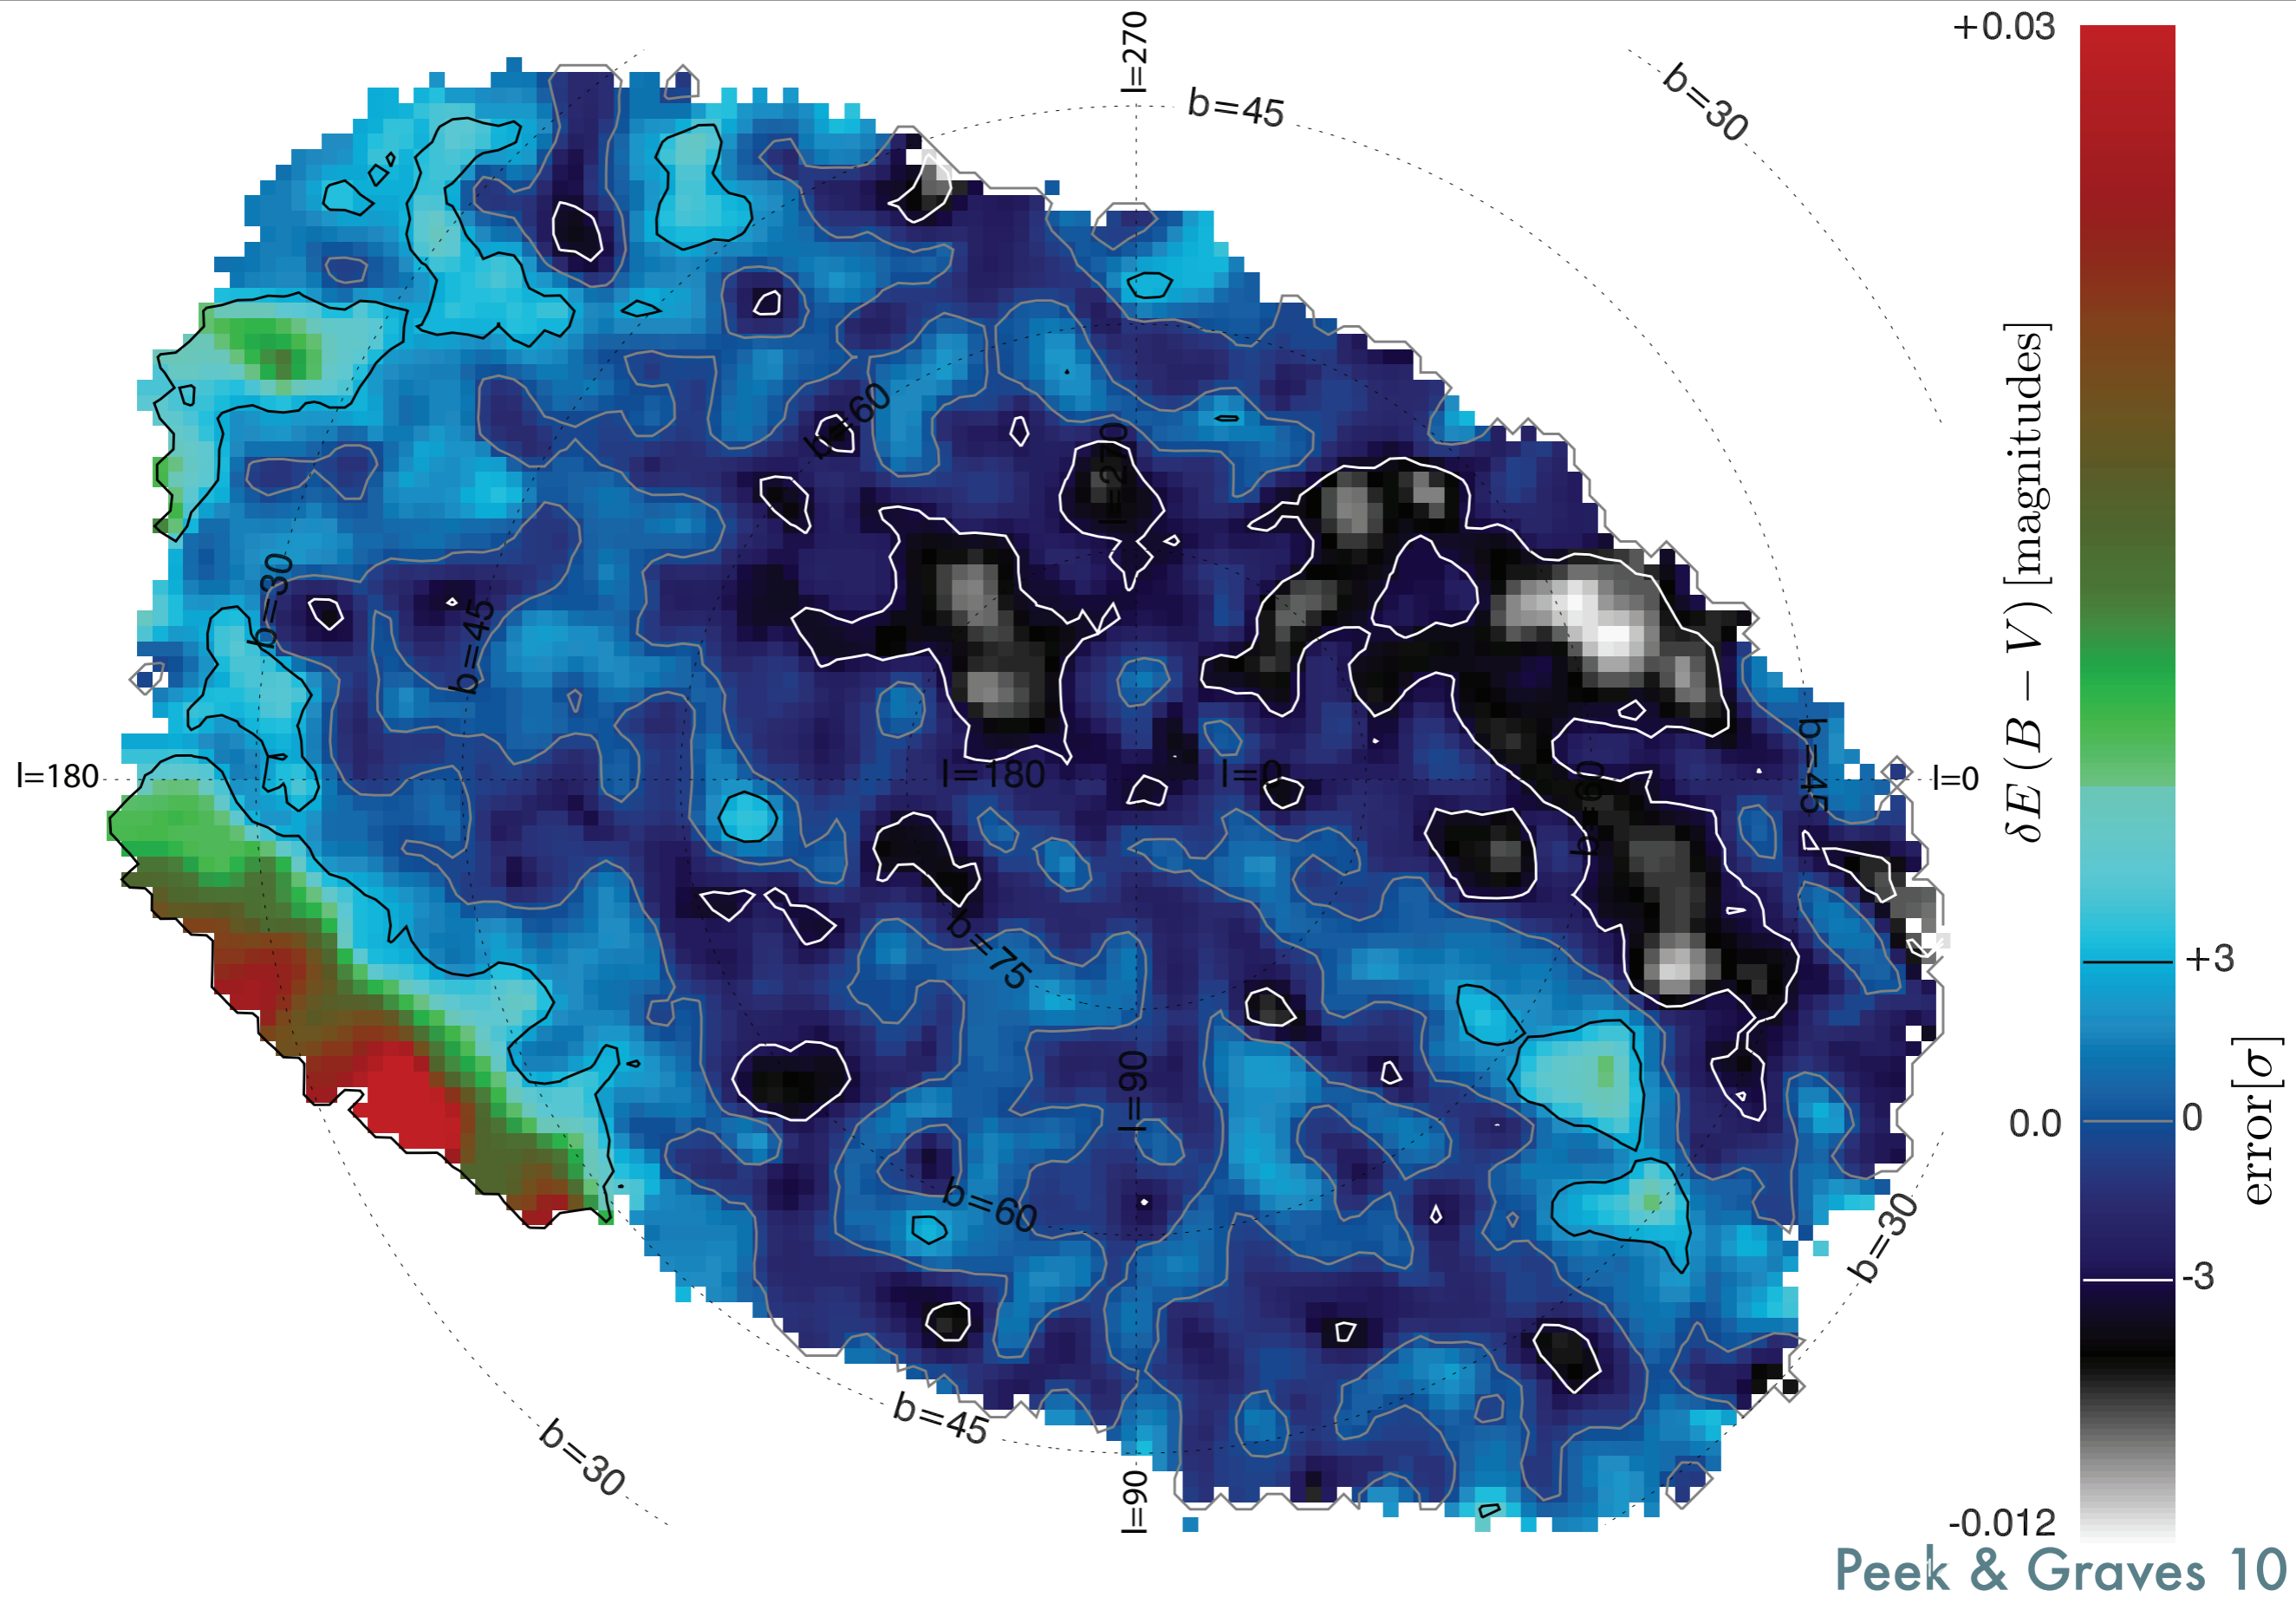 l=270
b=45
b=30
+0.03
b=60
l=270
b=30
b=45
δE (B − V) [magnitudes]
l=180
l=180
l=0
b=60
b=45
l=0
b=75
+3
l=90
0.0
0
error[σ]
b=60
b=30
-3
b=45
b=30
l=90
-0.012
Peek & Graves 10